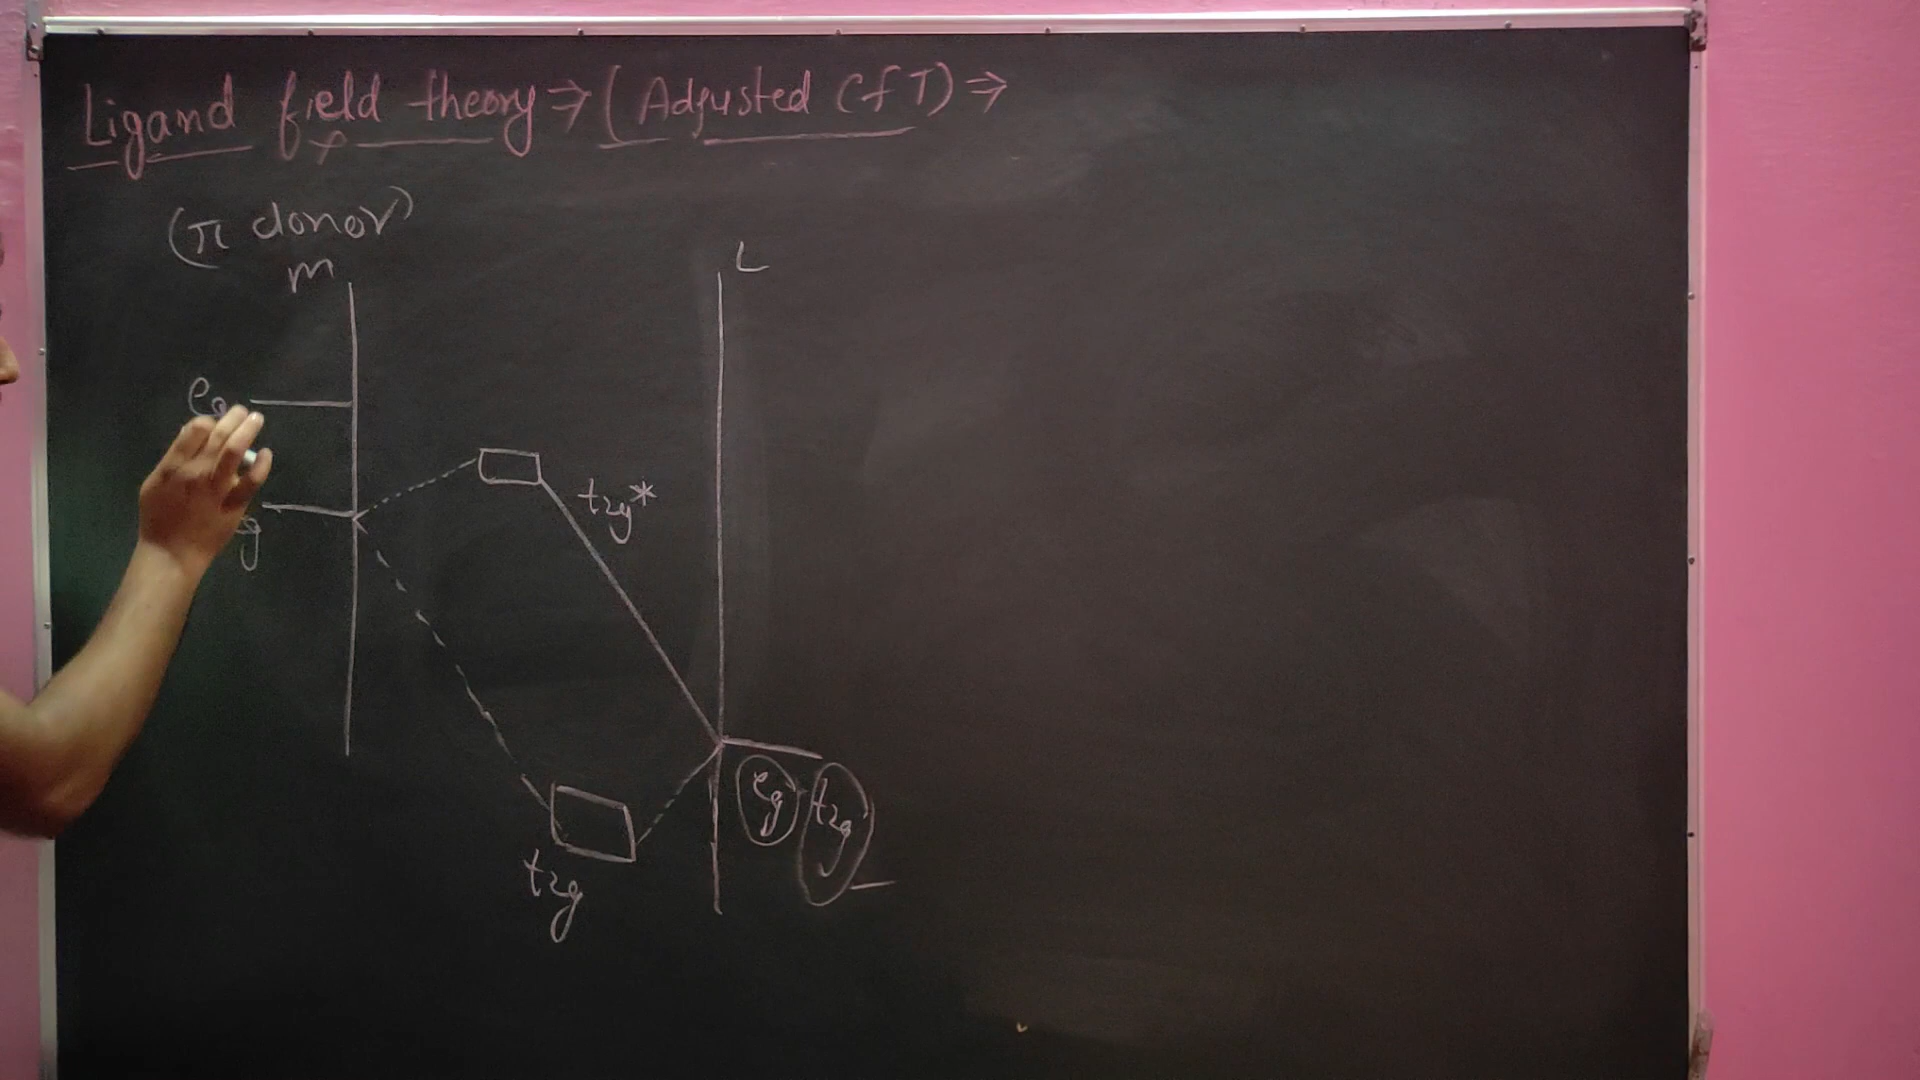 Ligand field theory ⇒ (Adjusted CfT) ⇒
(π donor)
m
L
eg
g
t2g*
eg t2g
t2g